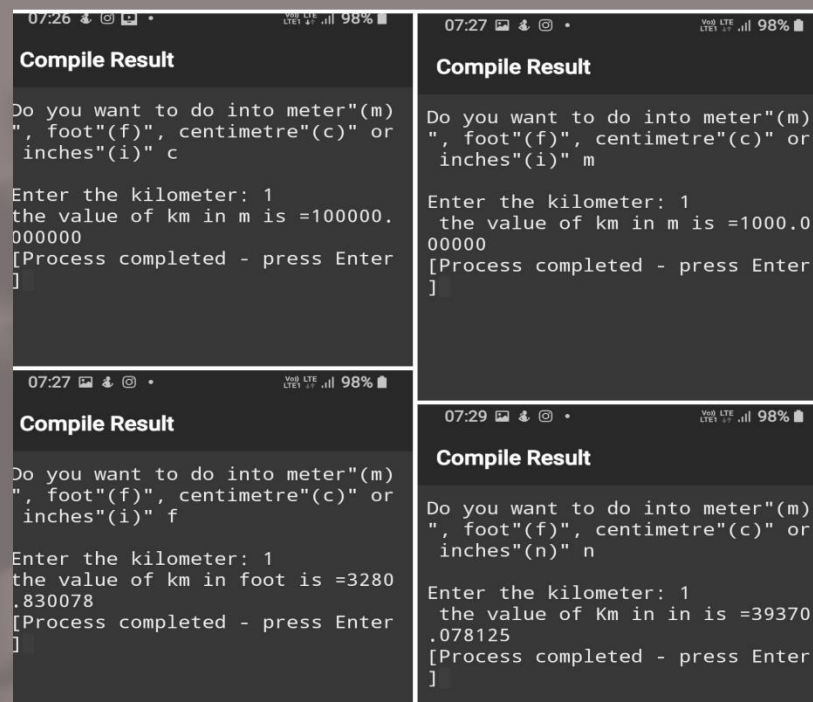 07:26
VoD LTE
LTE1 98%
Compile Result
Do you want to do into meter"(m)
", foot"(f)", centimetre"(c)" or
inches"(i)" c
Enter the kilometer: 1
the value of km in m is =100000.
000000
[Process completed - press Enter
]
07:27
LTE
LTE1 98%
Compile Result
Do you want to do into meter"(m)
", foot"(f)", centimetre"(c)" or
inches"(i)" m
Enter the kilometer: 1
the value of km in m is =1000.0
00000
[Process completed - press Enter
]
07:27
LTE
LTE1 98%
Compile Result
Do you want to do into meter"(m)
", foot"(f)", centimetre"(c)" or
inches"(i)" f
Enter the kilometer: 1
the value of km in foot is =3280
.830078
[Process completed - press Enter
]
07:29
LTE
LTE1 98%
Compile Result
Do you want to do into meter"(m)
", foot"(f)", centimetre"(c)" or
inches"(n)" n
Enter the kilometer: 1
the value of Km in in is =39370
.078125
[Process completed - press Enter
]